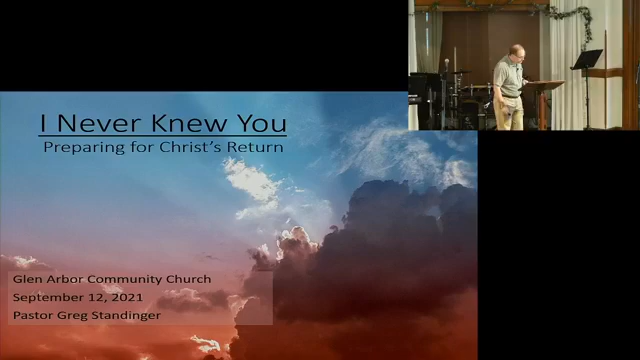 I Never Knew You
Preparing for Christ's Return
Glen Arbor Community Church
September 12, 2021
Pastor Greg Standinger